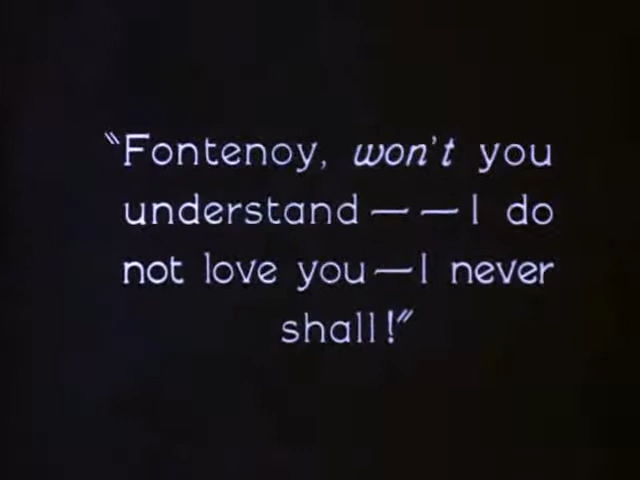 “Fontenoy, won't you
understand — — I do
not love you — I never
shall!”